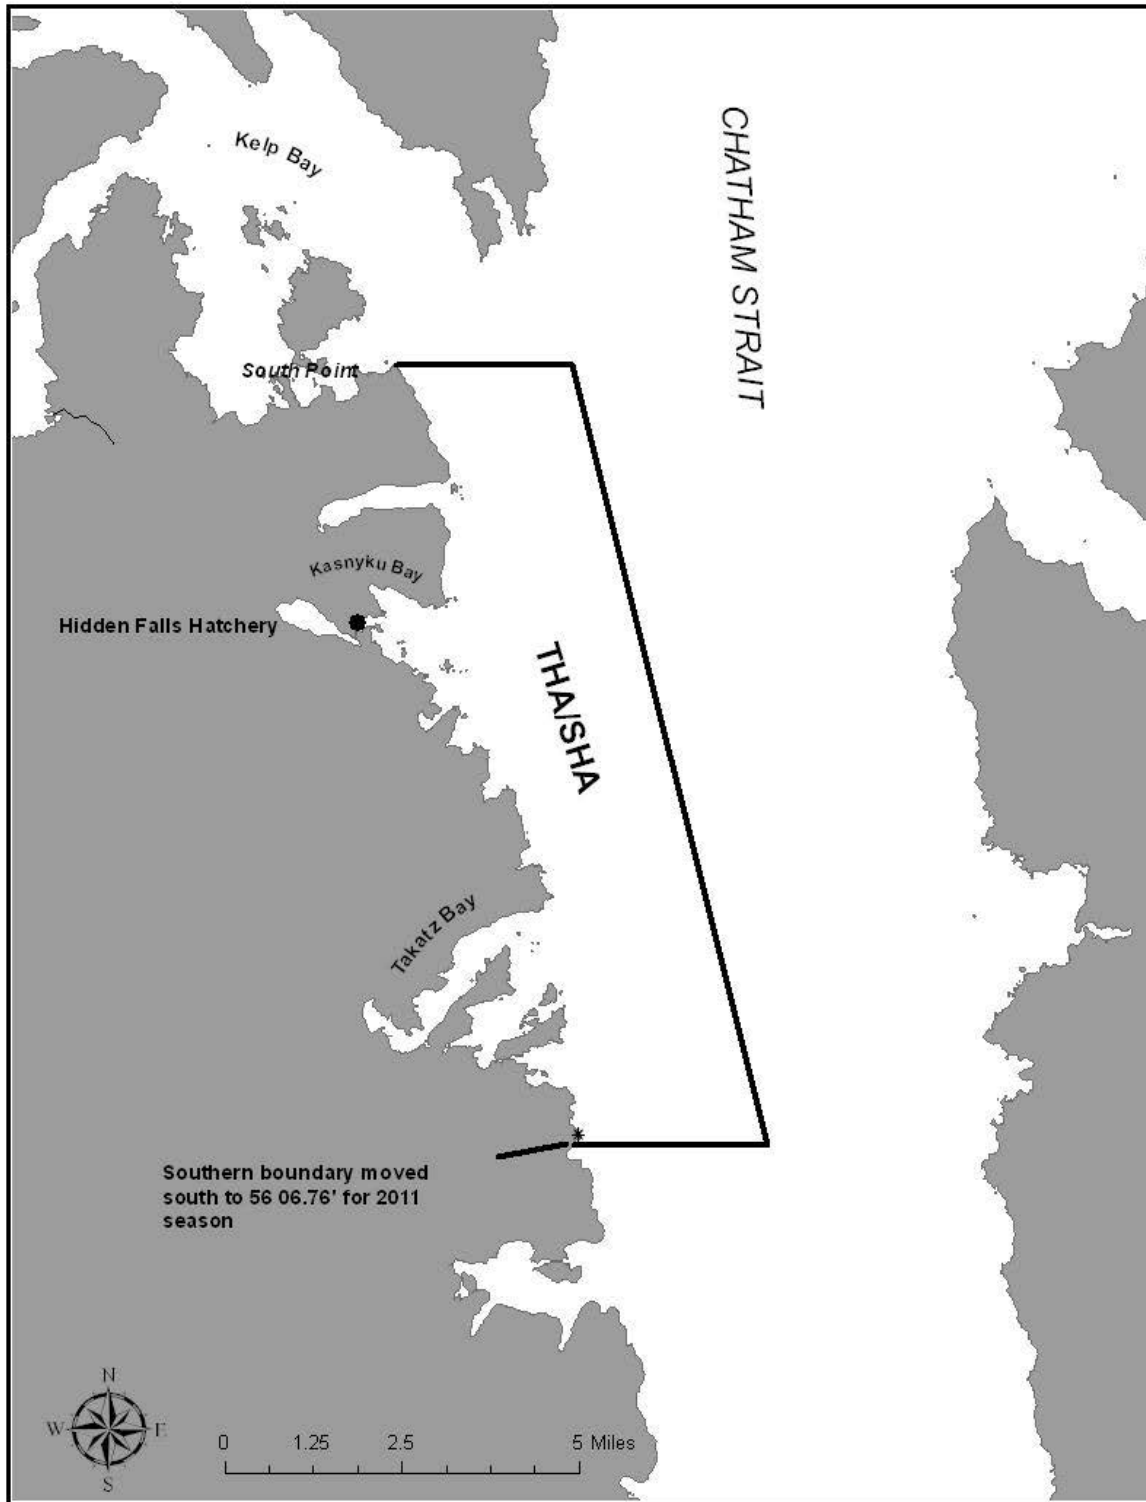 Kelp Bay
CHATHAM STRAIT
South Point
Kasnyku Bay
Hidden Falls Hatchery
THA/SHA
Takatz Bay
Southern boundary moved
south to 56 06.76' for 2011
season
N
W E
S
0 1.25 2.5 5 Miles